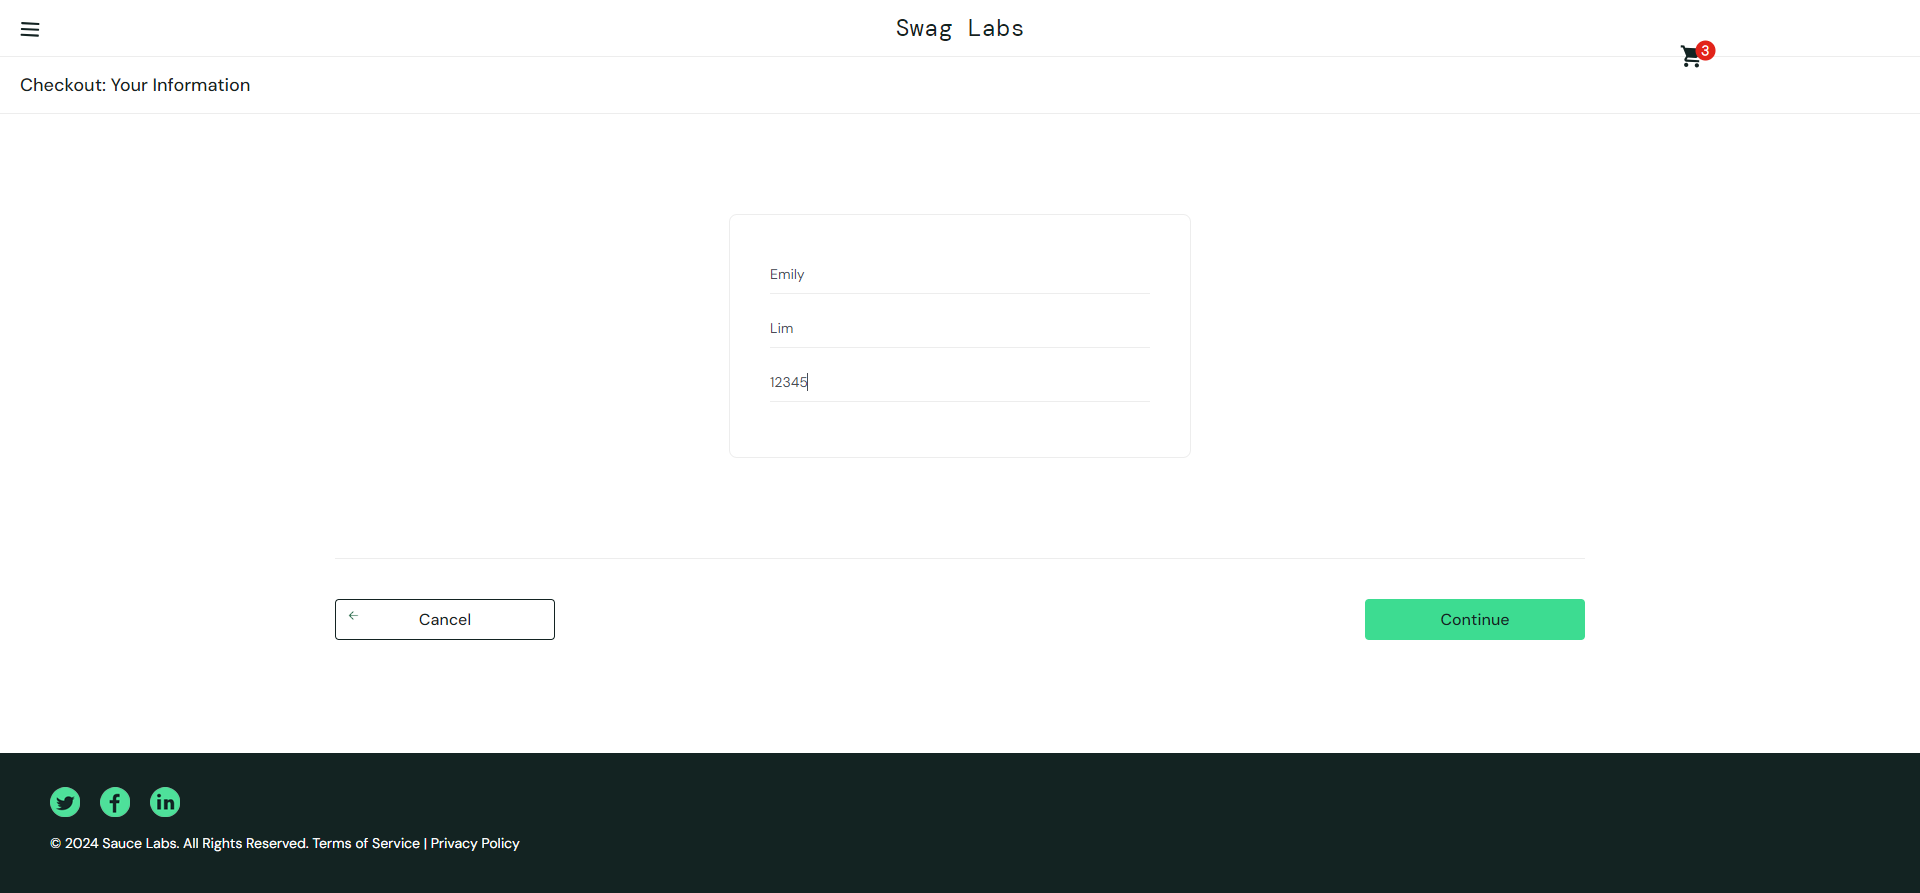 Swag Labs
3
Checkout: Your Information
Emily
Lim
12345
Cancel
Continue
© 2024 Sauce Labs. All Rights Reserved. Terms of Service | Privacy Policy